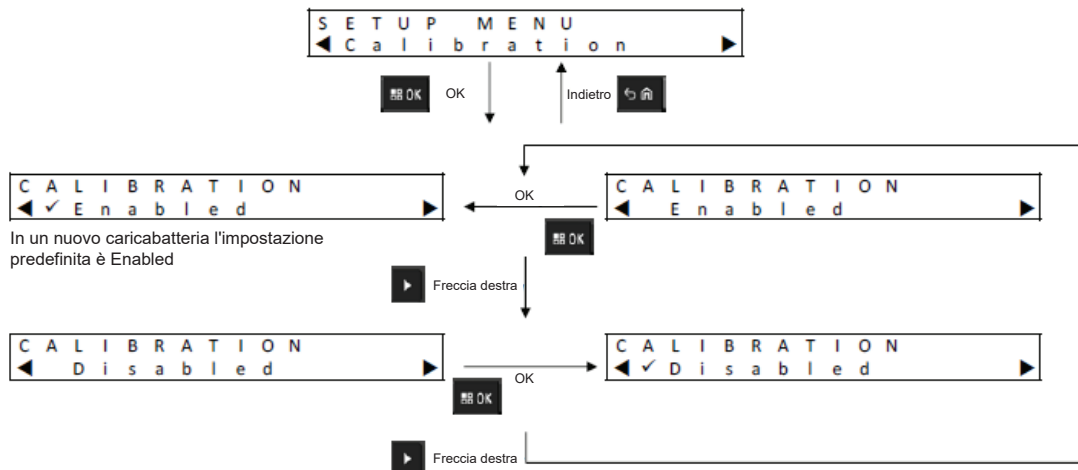 SETUP MENU
◀ Calibration ▶
OK OK Indietro
CALIBRATION
◀ ✓ Enabled ▶
OK
CALIBRATION
◀ Enabled ▶
OK
In un nuovo caricabatteria l'impostazione
predefinita è Enabled
Freccia destra
CALIBRATION
◀ Disabled ▶
OK
CALIBRATION
◀ ✓ Disabled ▶
OK
Freccia destra